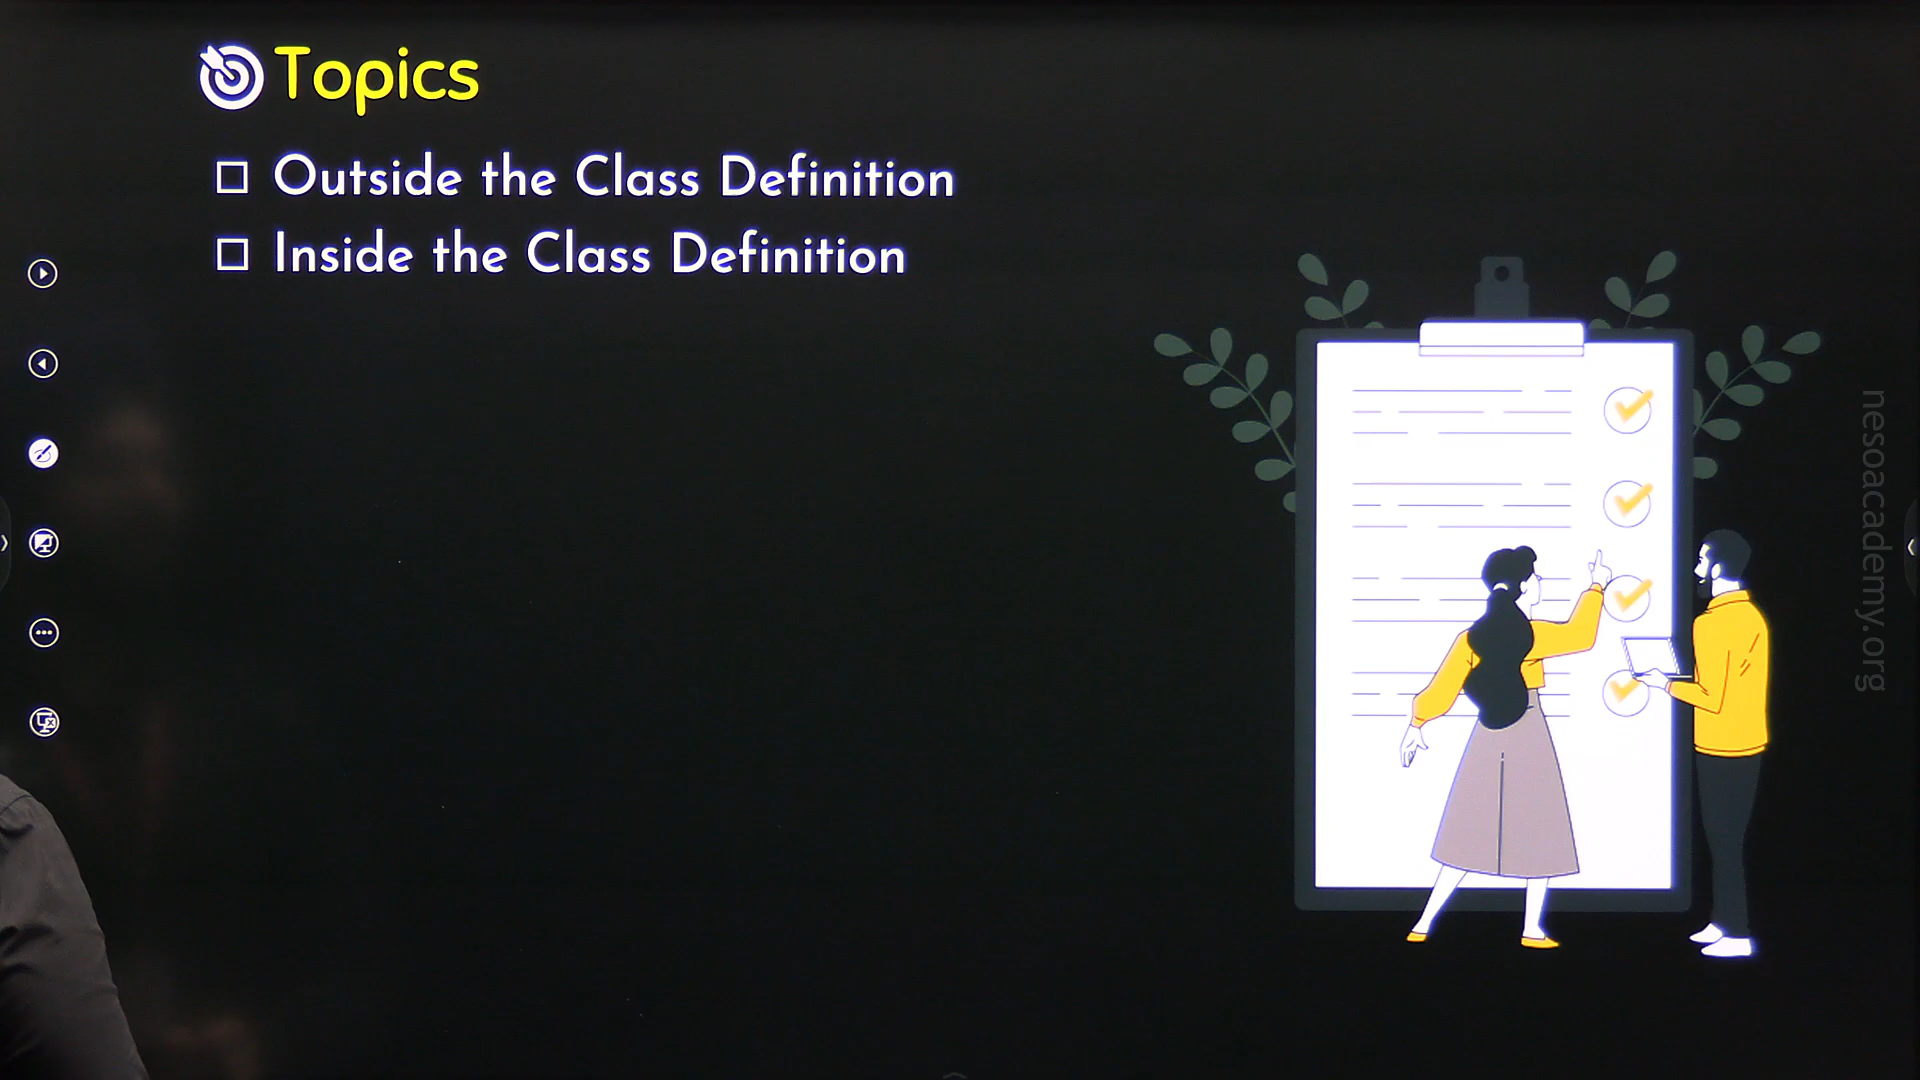 Topics
Outside the Class Definition
Inside the Class Definition
nesoacademy.org